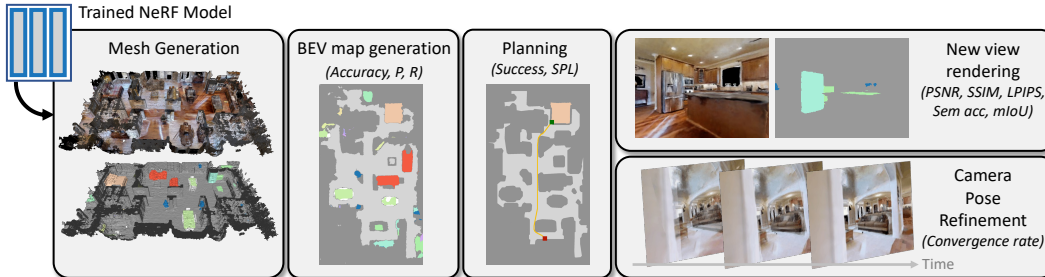 Trained NeRF Model
Mesh Generation
BEV map generation
(Accuracy, P, R)
Planning
(Success, SPL)
New view
rendering
(PSNR, SSIM, LPIPS,
Sem acc, mIoU)
Camera
Pose
Refinement
(Convergence rate)
Time